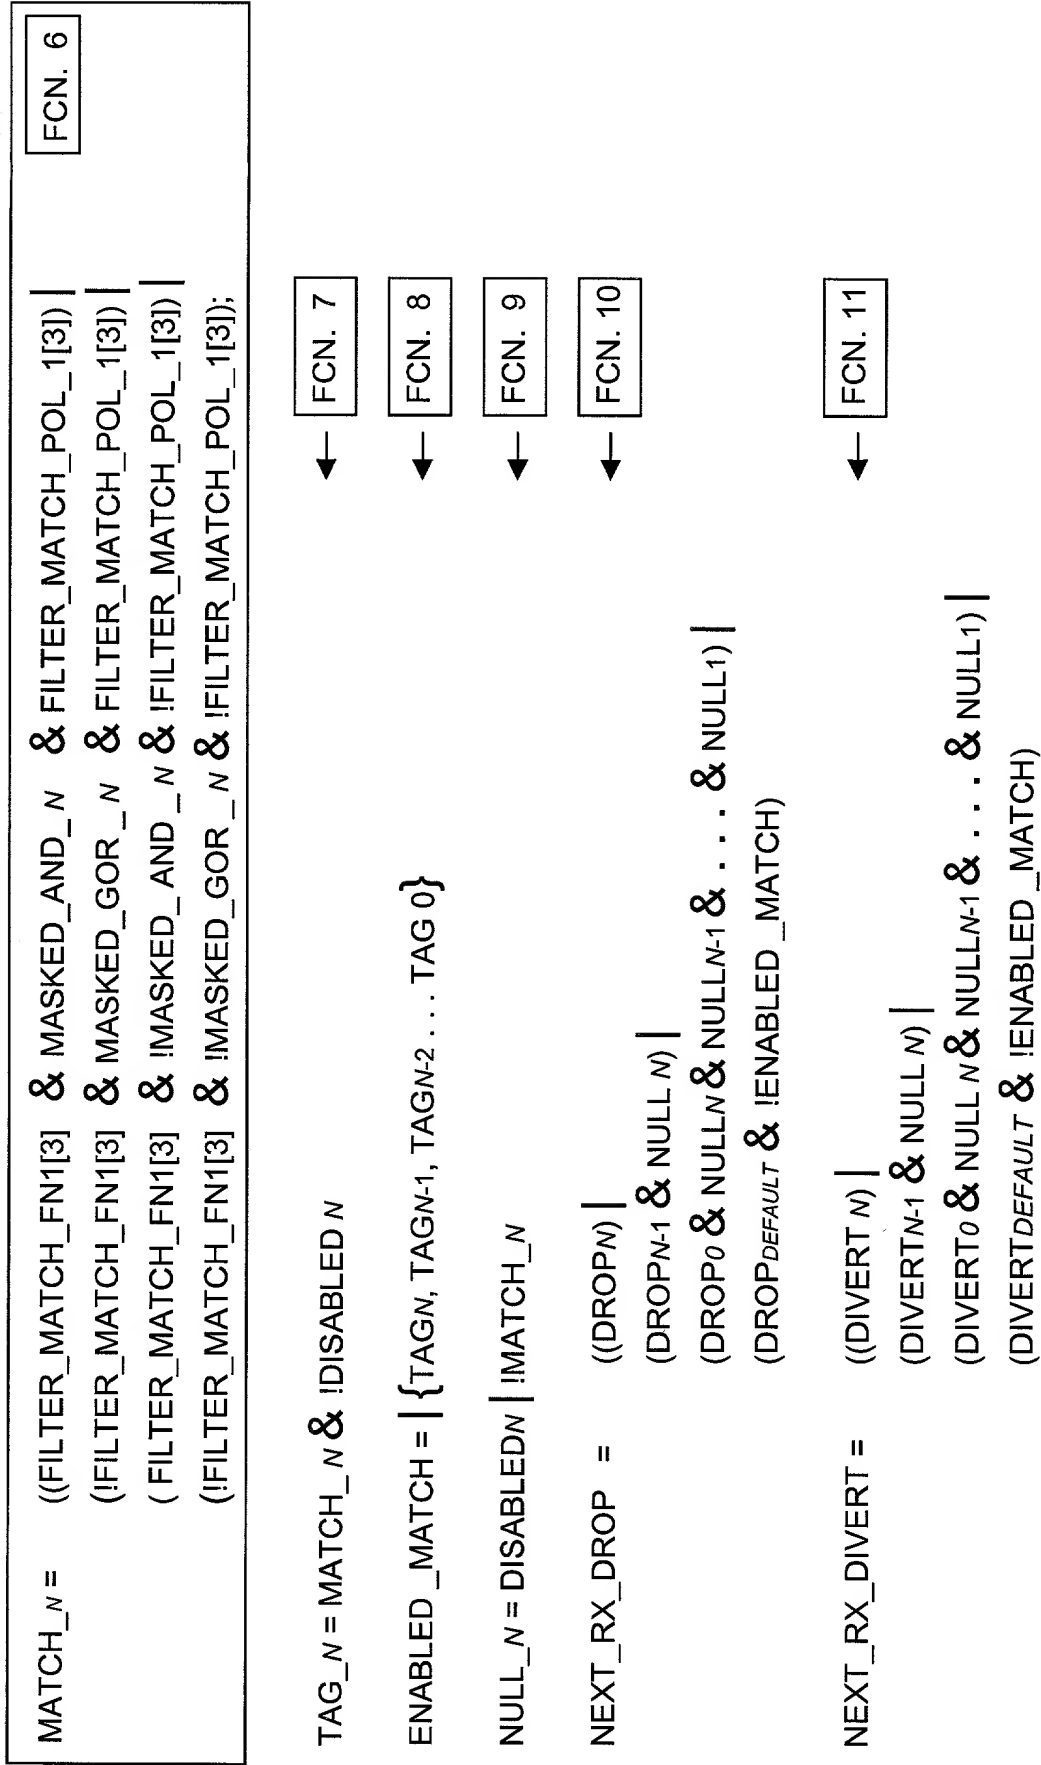 MATCH_N = ((FILTER_MATCH_FN1[3] & MASKED_AND_N & FILTER_MATCH_POL_1[3]) | FCN. 6
(!FILTER_MATCH_FN1[3] & MASKED_GOR_N & FILTER_MATCH_POL_1[3]) |
( FILTER_MATCH_FN1[3] & !MASKED_AND_N & !FILTER_MATCH_POL_1[3]) |
(!FILTER_MATCH_FN1[3] & !MASKED_GOR_N & !FILTER_MATCH_POL_1[3]);
TAG_N = MATCH_N & !DISABLED N ← FCN. 7
ENABLED_MATCH = | {TAGN, TAGN-1, TAGN-2 . . . TAG 0} ← FCN. 8
NULL_N = DISABLEDN | !MATCH_N ← FCN. 9
NEXT_RX_DROP = ((DROPN) | ← FCN. 10
(DROPN-1 & NULL N) |
(DROP0 & NULLN & NULLN-1 & . . . & NULL1) |
(DROPDEFAULT & !ENABLED_MATCH)
NEXT_RX_DIVERT = ((DIVERT N) | ← FCN. 11
(DIVERTN-1 & NULL N) |
(DIVERT0 & NULL N & NULLN-1 & . . . & NULL1) |
(DIVERTDEFAULT & !ENABLED_MATCH)